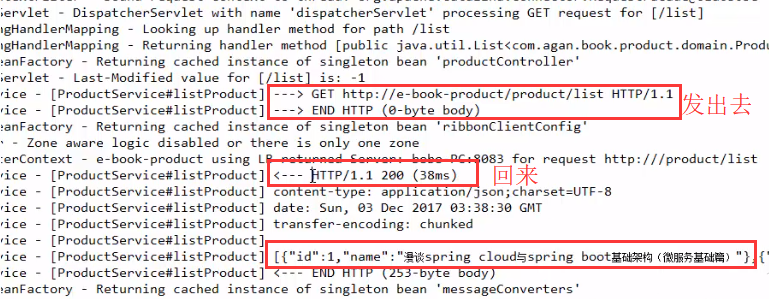 Servlet - DispatcherServlet with name 'dispatcherServlet' processing GET request for [/list]
ngHandlerMapping - Looking up handler method for path /list
ngHandlerMapping - Returning handler method [public java.util.List<com.agan.book.product.domain.Produ
eanFactory - Returning cached instance of singleton bean 'productController'
Servlet - Last-Modified value for [/list] is: -1
vice - [ProductService#listProduct] ---> GET http://e-book-product/product/list HTTP/1.1
vice - [ProductService#listProduct] ---> END HTTP (0-byte body)
发出去
eanFactory - Returning cached instance of singleton bean 'ribbonClientConfig'
r - Zone aware logic disabled or there is only one zone
terContext - e-book-product using LB returned Server: bobo-PC:8083 for request http:///product/list
vice - [ProductService#listProduct] <--- HTTP/1.1 200 (38ms)
回来
vice - [ProductService#listProduct] content-type: application/json;charset=UTF-8
vice - [ProductService#listProduct] date: Sun, 03 Dec 2017 03:38:30 GMT
vice - [ProductService#listProduct] transfer-encoding: chunked
vice - [ProductService#listProduct]
vice - [ProductService#listProduct] [{"id":1,"name":"漫谈spring cloud与spring boot基础架构（微服务基础篇）"},{"
vice - [ProductService#listProduct] <--- END HTTP (253-byte body)
eanFactory - Returning cached instance of singleton bean 'messageConverters'